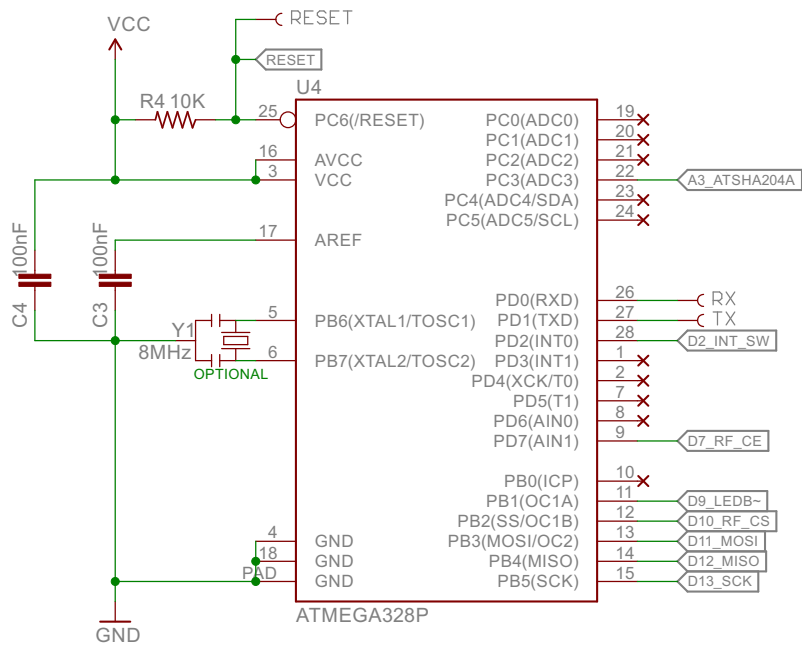 RESET
VCC
RESET
U4
R4 10K
25
PC6(/RESET)
16
AVCC
3
VCC
17
AREF
100nF
C4
100nF
C3
Y1
8MHz
OPTIONAL
5
PB6(XTAL1/TOSC1)
6
PB7(XTAL2/TOSC2)
4
GND
18
GND
PAD
GND
GND
PC0(ADC0)
19
PC1(ADC1)
20
PC2(ADC2)
21
PC3(ADC3)
22
A3_ATSHA204A
PC4(ADC4/SDA)
23
PC5(ADC5/SCL)
24
PD0(RXD)
26
RX
PD1(TXD)
27
TX
PD2(INT0)
28
D2_INT_SW
PD3(INT1)
1
PD4(XCK/T0)
2
PD5(T1)
7
PD6(AIN0)
8
PD7(AIN1)
9
D7_RF_CE
PB0(ICP)
10
PB1(OC1A)
11
D9_LEDB~
PB2(SS/OC1B)
12
D10_RF_CS
PB3(MOSI/OC2)
13
D11_MOSI
PB4(MISO)
14
D12_MISO
PB5(SCK)
15
D13_SCK
ATMEGA328P